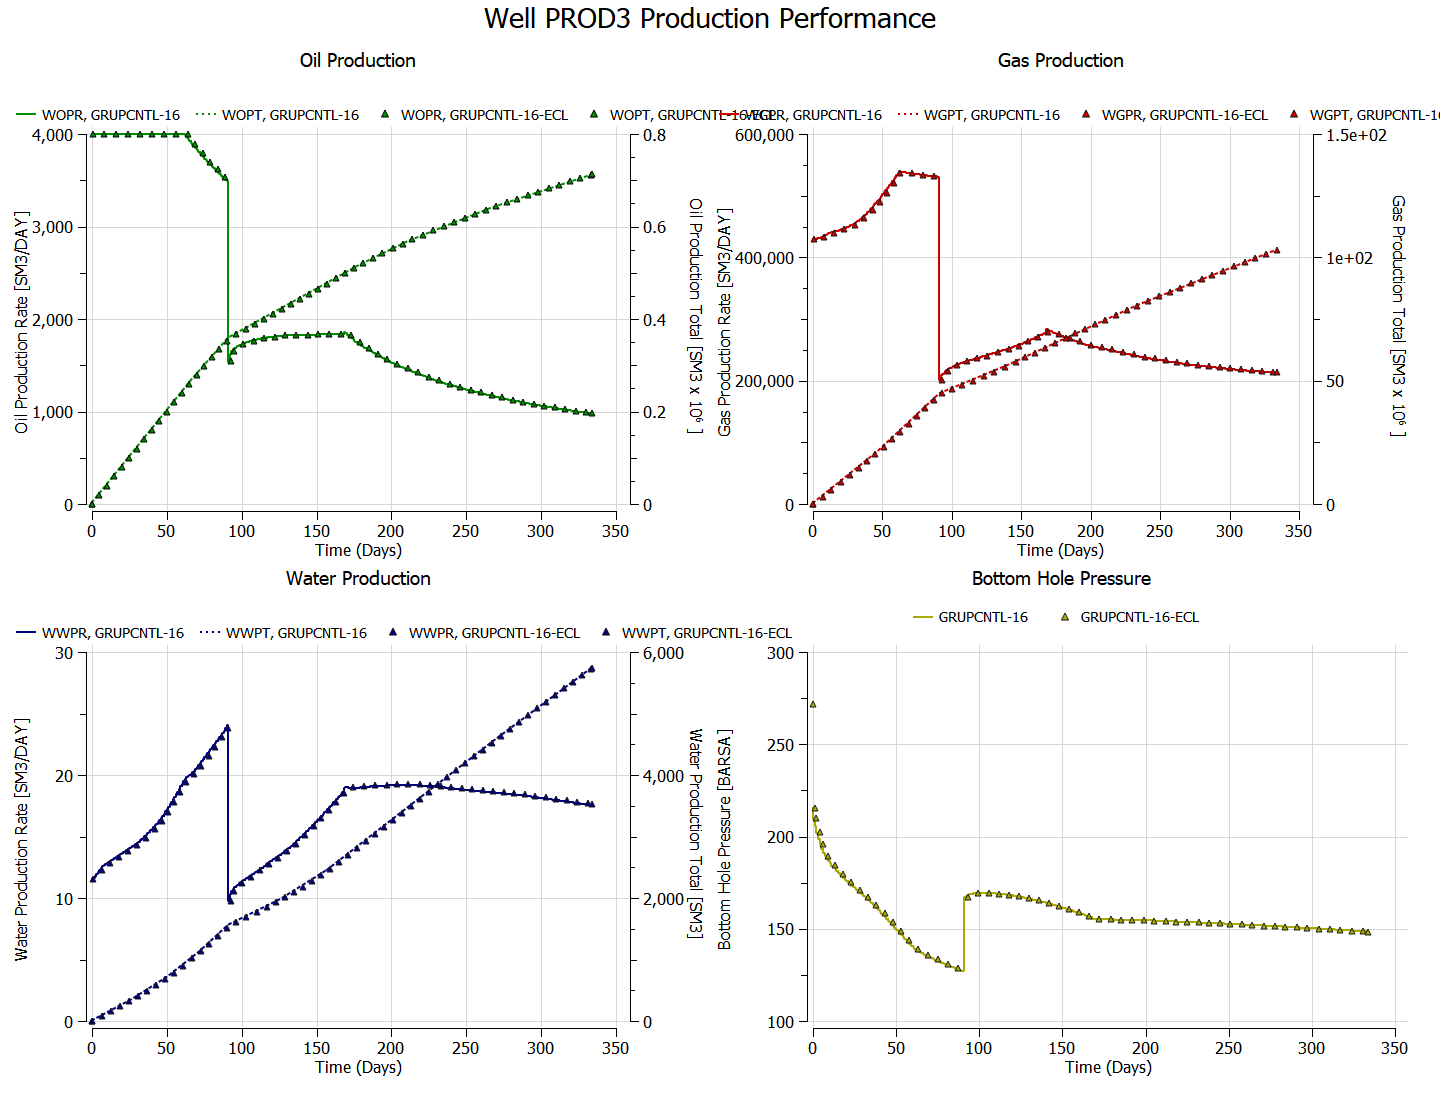 Well PROD3 Production Performance
Oil Production
WOPR, GRUPCNTL-16 WOPT, GRUPCNTL-16 WOPR, GRUPCNTL-16-ECL WOPT, GRUPCNTL-16-ECL
4,000
3,000
2,000
1,000
0
Oil Production Rate [SM3/DAY]
0.8
0.6
0.4
0.2
0
Oil Production Total [SM3 x 10⁶ ]
0 50 100 150 200 250 300 350
Time (Days)
Gas Production
WGPR, GRUPCNTL-16 WGPT, GRUPCNTL-16 WGPR, GRUPCNTL-16-ECL WGPT, GRUPCNTL-16
600,000
400,000
200,000
0
Gas Production Rate [SM3/DAY]
1.5e+02
1e+02
50
0
Gas Production Total [SM3 x 10⁶ ]
0 50 100 150 200 250 300 350
Time (Days)
Water Production
WWPR, GRUPCNTL-16 WWPT, GRUPCNTL-16 WWPR, GRUPCNTL-16-ECL WWPT, GRUPCNTL-16-ECL
30
20
10
0
Water Production Rate [SM3/DAY]
6,000
4,000
2,000
0
Water Production Total [SM3]
0 50 100 150 200 250 300 350
Time (Days)
Bottom Hole Pressure
GRUPCNTL-16 GRUPCNTL-16-ECL
300
250
200
150
100
Bottom Hole Pressure [BARSA]
0 50 100 150 200 250 300 350
Time (Days)